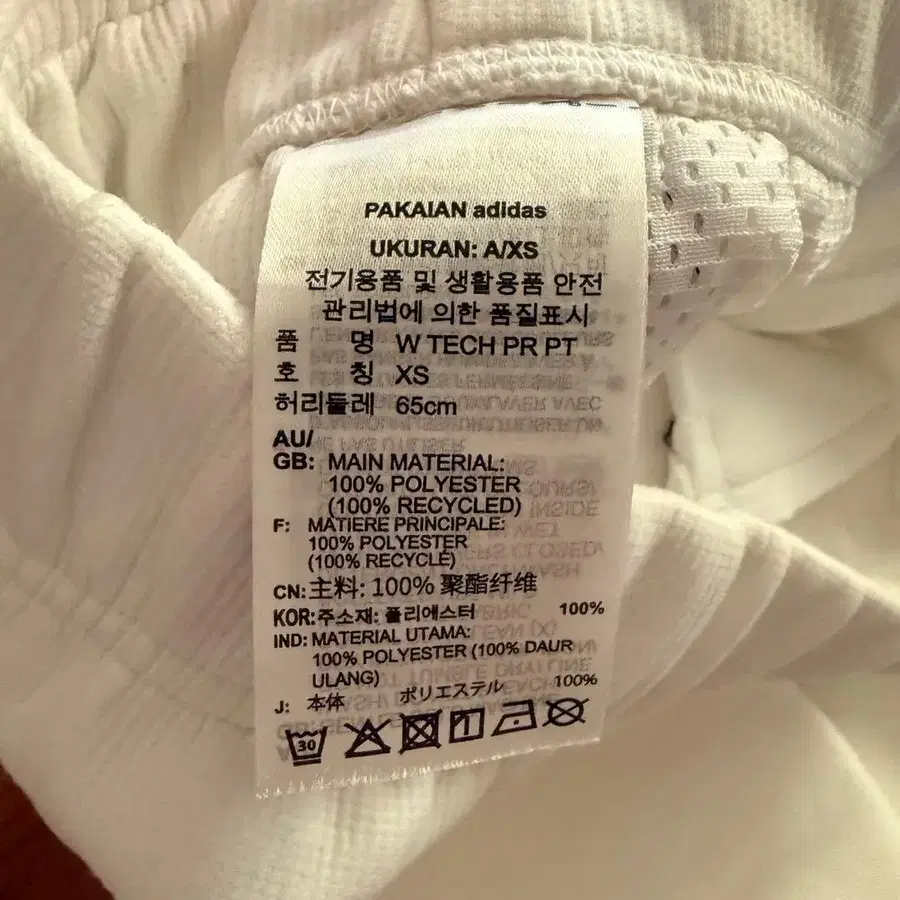 PAKAIAN adidas
UKURAN: A/XS
전기용품 및 생활용품 안전
관리법에 의한 품질표시
품 명 W TECH PR PT
호 칭 XS
허리둘레 65cm
AU/
GB: MAIN MATERIAL:
100% POLYESTER
(100% RECYCLED)
F: MATIERE PRINCIPALE:
100% POLYESTER
(100% RECYCLÉ)
CN: 主料: 100% 聚酯纤维
KOR: 주소재: 폴리에스터 100%
IND: MATERIAL UTAMA:
100% POLYESTER (100% DAUR
ULANG)
J: 本体 ポリエステル 100%
30